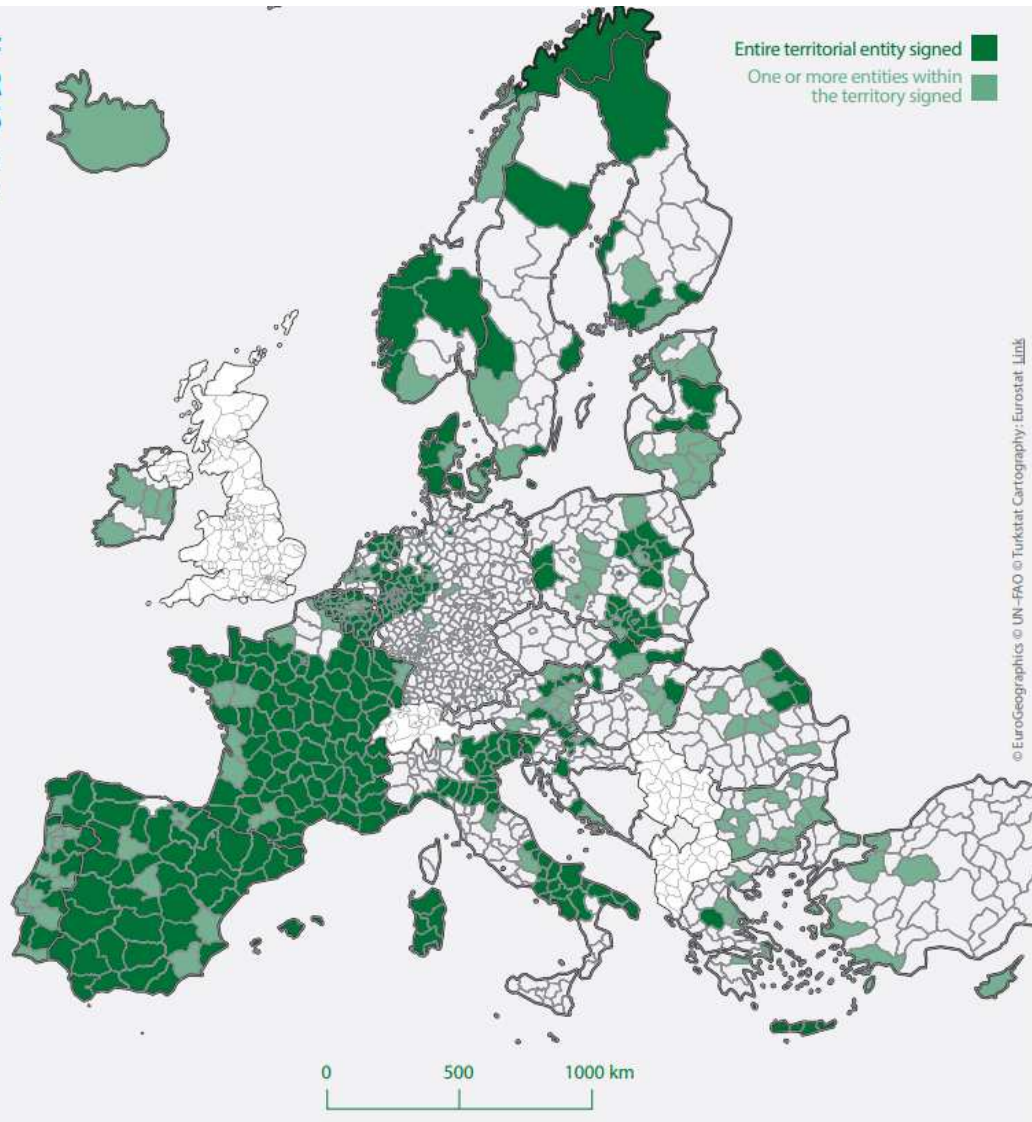 Entire territorial entity signed
One or more entities within
the territory signed
© EuroGeographics © UN–FAO © Turkstat Cartography: Eurostat Link
0 500 1000 km